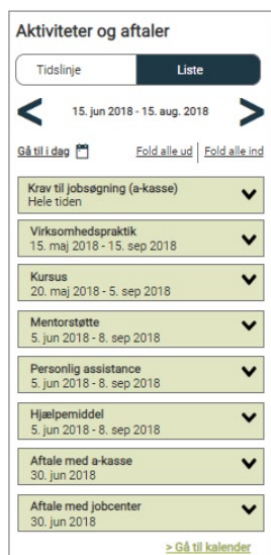 Aktiviteter og aftaler
Tidslinje Liste
< 15. jun 2018 - 15. aug. 2018 >
Gå til i dag Fold alle ud | Fold alle ind
Krav til jobsøgning (a-kasse)
Hele tiden
Virksomhedspraktik
15. maj 2018 - 15. sep 2018
Kursus
20. maj 2018 - 5. sep 2018
Mentorstøtte
5. jun 2018 - 8. sep 2018
Personlig assistance
5. jun 2018 - 8. sep 2018
Hjælpemiddel
5. jun 2018 - 8. sep 2018
Aftale med a-kasse
30. jun 2018
Aftale med jobcenter
30. jun 2018
> Gå til kalender